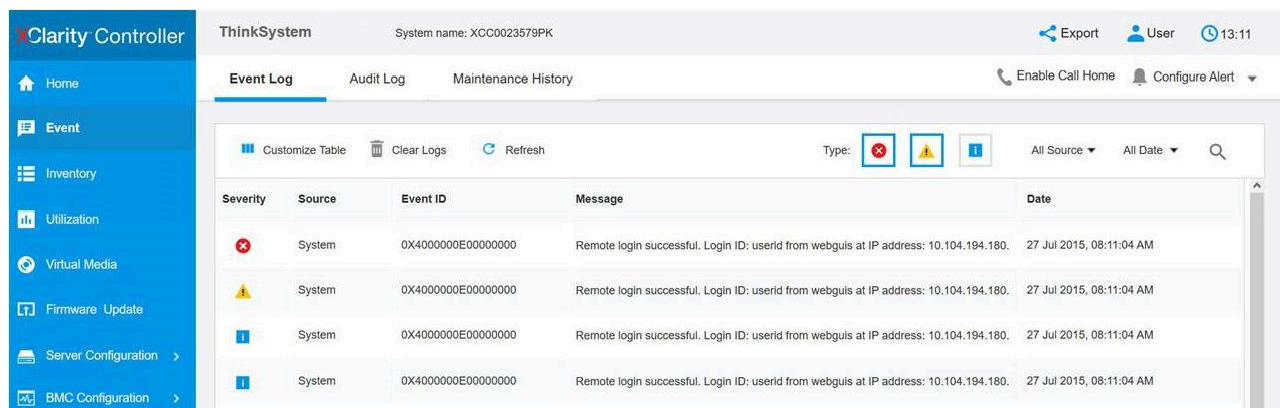 XClarity Controller
ThinkSystem System name: XCC0023579PK Export User 13:11
Home
Event Log Audit Log Maintenance History Enable Call Home Configure Alert
Event
Customize Table Clear Logs Refresh Type: All Source All Date
Inventory
Severity Source Event ID Message Date
Utilization
System 0X4000000E00000000 Remote login successful. Login ID: userid from webguis at IP address: 10.104.194.180. 27 Jul 2015, 08:11:04 AM
Virtual Media
System 0X4000000E00000000 Remote login successful. Login ID: userid from webguis at IP address: 10.104.194.180. 27 Jul 2015, 08:11:04 AM
Firmware Update
System 0X4000000E00000000 Remote login successful. Login ID: userid from webguis at IP address: 10.104.194.180. 27 Jul 2015, 08:11:04 AM
Server Configuration
System 0X4000000E00000000 Remote login successful. Login ID: userid from webguis at IP address: 10.104.194.180. 27 Jul 2015, 08:11:04 AM
BMC Configuration